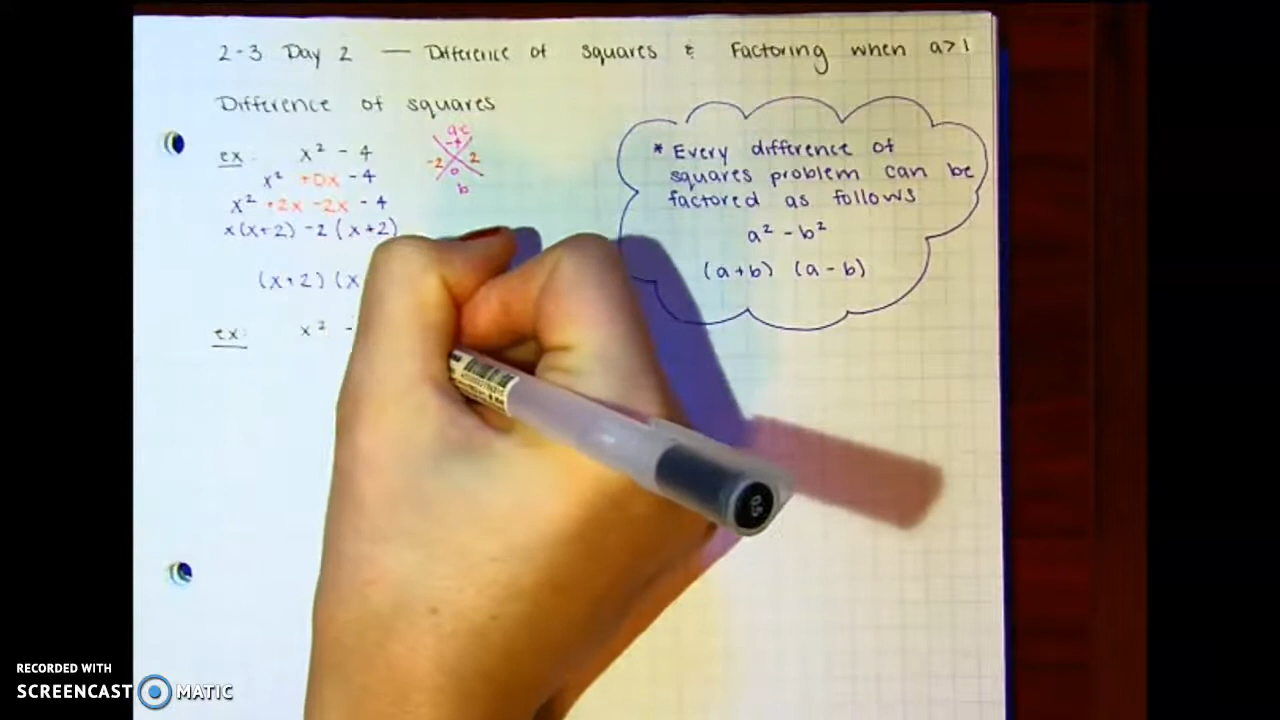 2-3 Day 2 — Difference of squares & Factoring when a>1
Difference of squares
ex: x² - 4
x² +0x -4
x² +2x -2x - 4
x(x+2) -2(x+2)
(x+2)(x
ex: x² -
ac
-4
-2 2
0
b
* Every difference of
squares problem can be
factored as follows
a² - b²
(a+b) (a-b)
0.5
RECORDED WITH
SCREENCAST MATIC